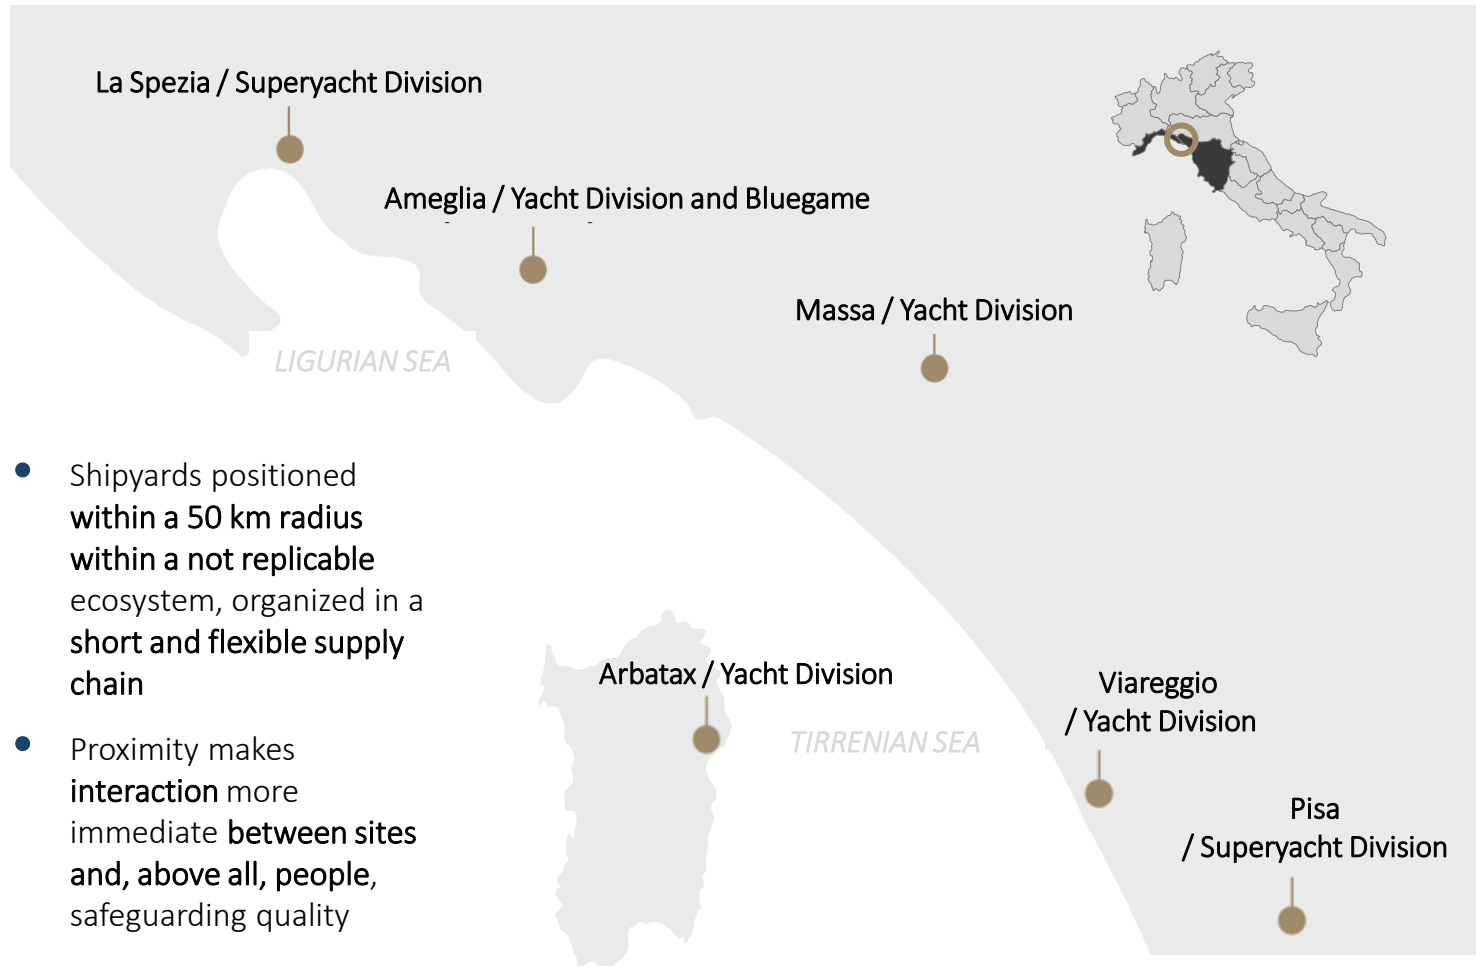 La Spezia / Superyacht Division
Ameglia / Yacht Division and Bluegame
Massa / Yacht Division
LIGURIAN SEA
• Shipyards positioned
within a 50 km radius
within a not replicable
ecosystem, organized in a
short and flexible supply
chain
• Proximity makes
interaction more
immediate between sites
and, above all, people,
safeguarding quality
Arbatax / Yacht Division
TIRRENIAN SEA
Viareggio
/ Yacht Division
Pisa
/ Superyacht Division